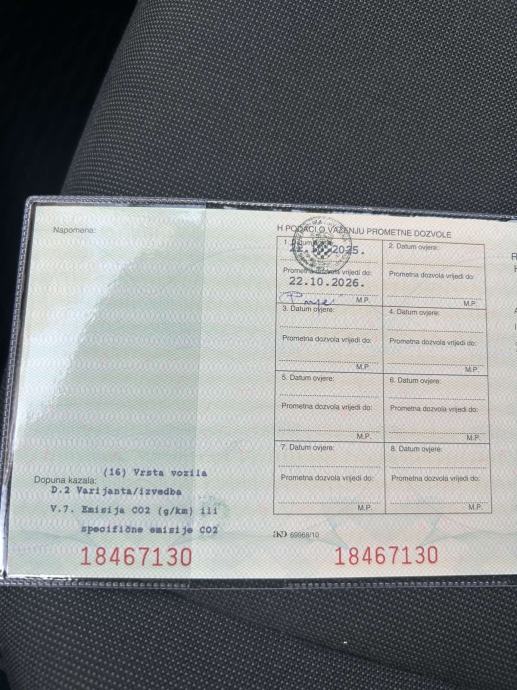 Napomena:
H PODACI O VAŽENJU PROMETNE DOZVOLE
1. Datum
2025.
Prometna dozvola vrijedi do:
22.10.2026.
M.P.
2. Datum ovjere:
Prometna dozvola vrijedi do:
M.P.
3. Datum ovjere:
Prometna dozvola vrijedi do:
M.P.
4. Datum ovjere:
Prometna dozvola vrijedi do:
M.P.
5. Datum ovjere:
Prometna dozvola vrijedi do:
M.P.
6. Datum ovjere:
Prometna dozvola vrijedi do:
M.P.
7. Datum ovjere:
Prometna dozvola vrijedi do:
M.P.
8. Datum ovjere:
Prometna dozvola vrijedi do:
M.P.
(16) Vrsta vozila
Dopuna kazala:
D.2 Varijanta/izvedba
V.7. Emisija CO2 (g/km) ili
specifične emisije CO2
18467130
69968/10
18467130